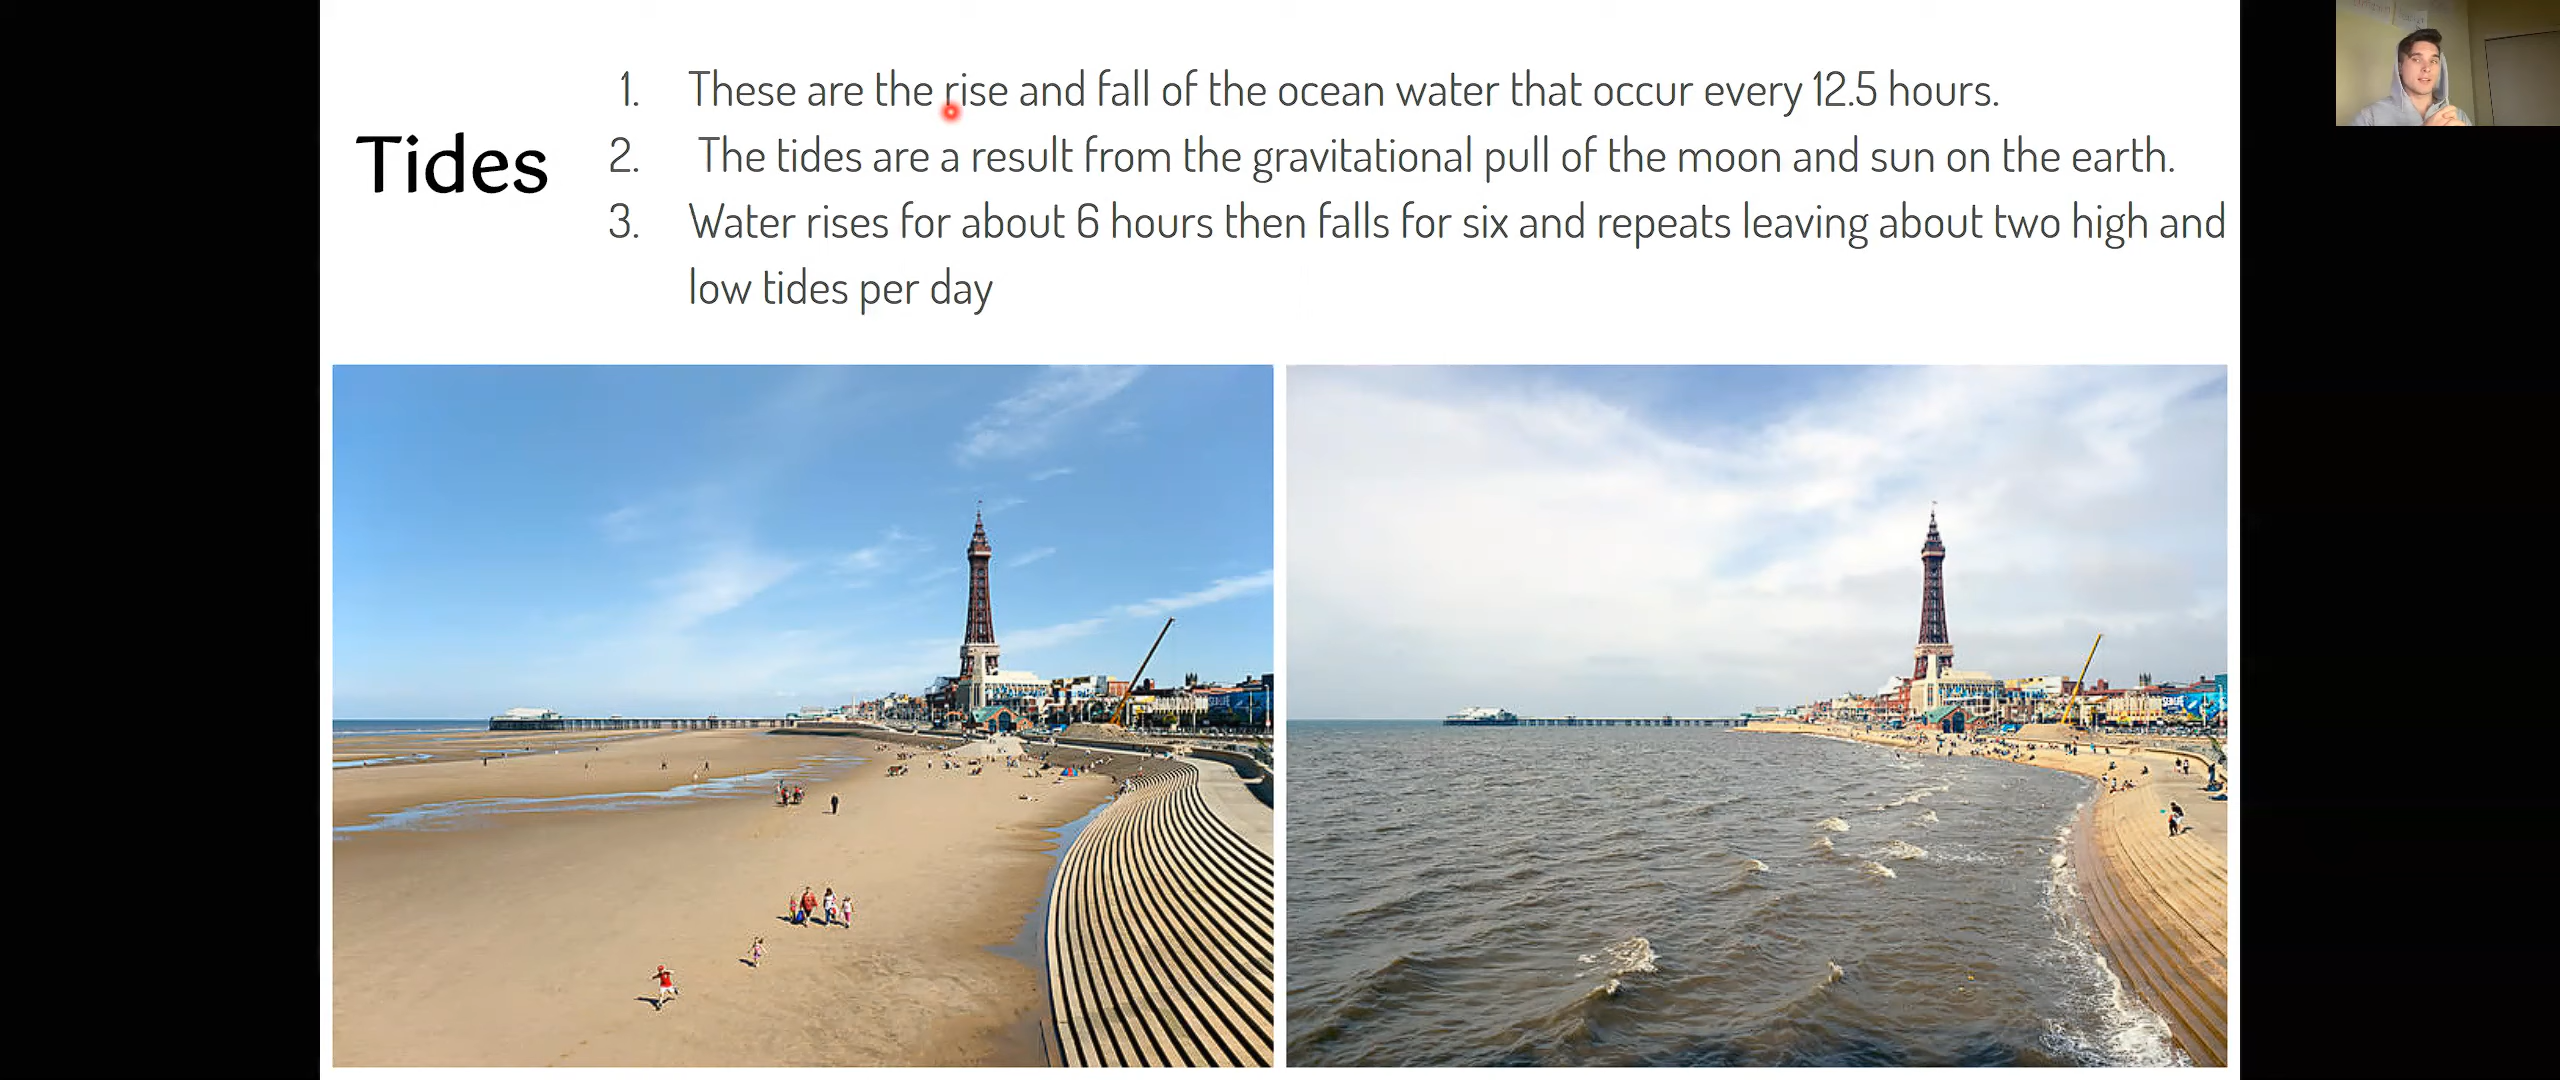 Tides
1. These are the rise and fall of the ocean water that occur every 12.5 hours.
2. The tides are a result from the gravitational pull of the moon and sun on the earth.
3. Water rises for about 6 hours then falls for six and repeats leaving about two high and
low tides per day